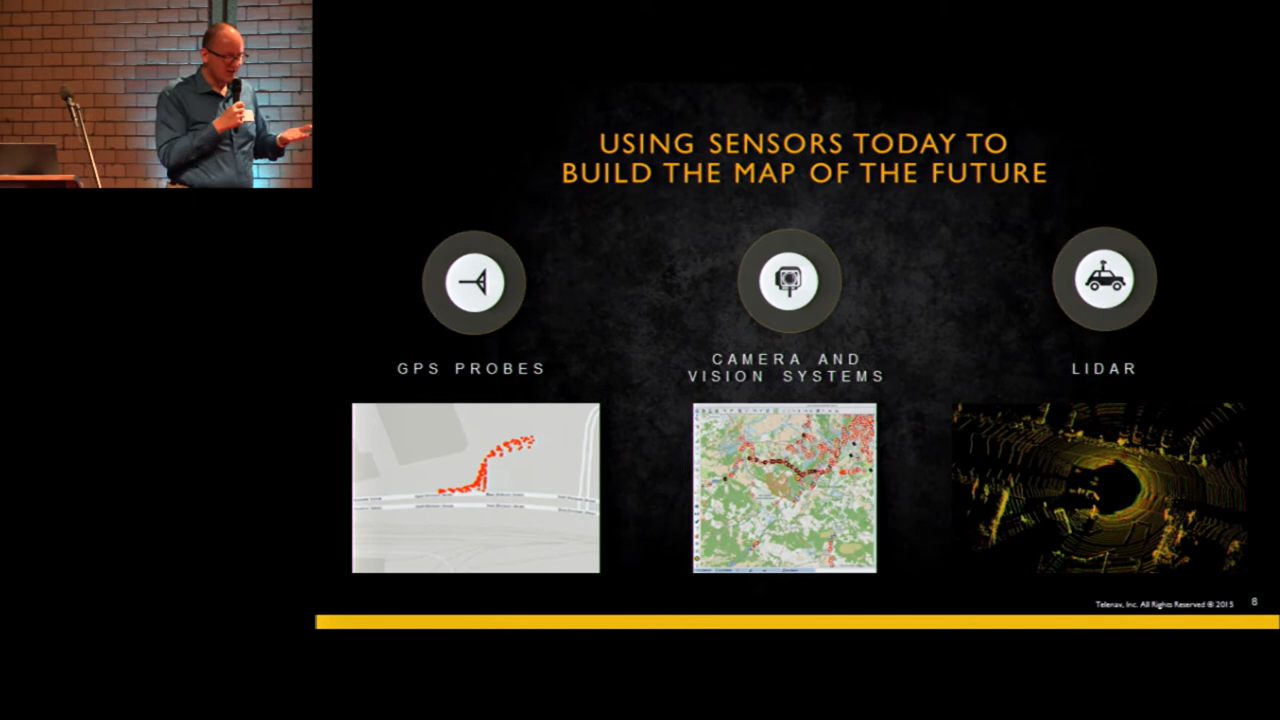 USING SENSORS TODAY TO
BUILD THE MAP OF THE FUTURE
GPS PROBES
CAMERA AND
VISION SYSTEMS
LIDAR
Telenav, Inc. All Rights Reserved ® 2015
8